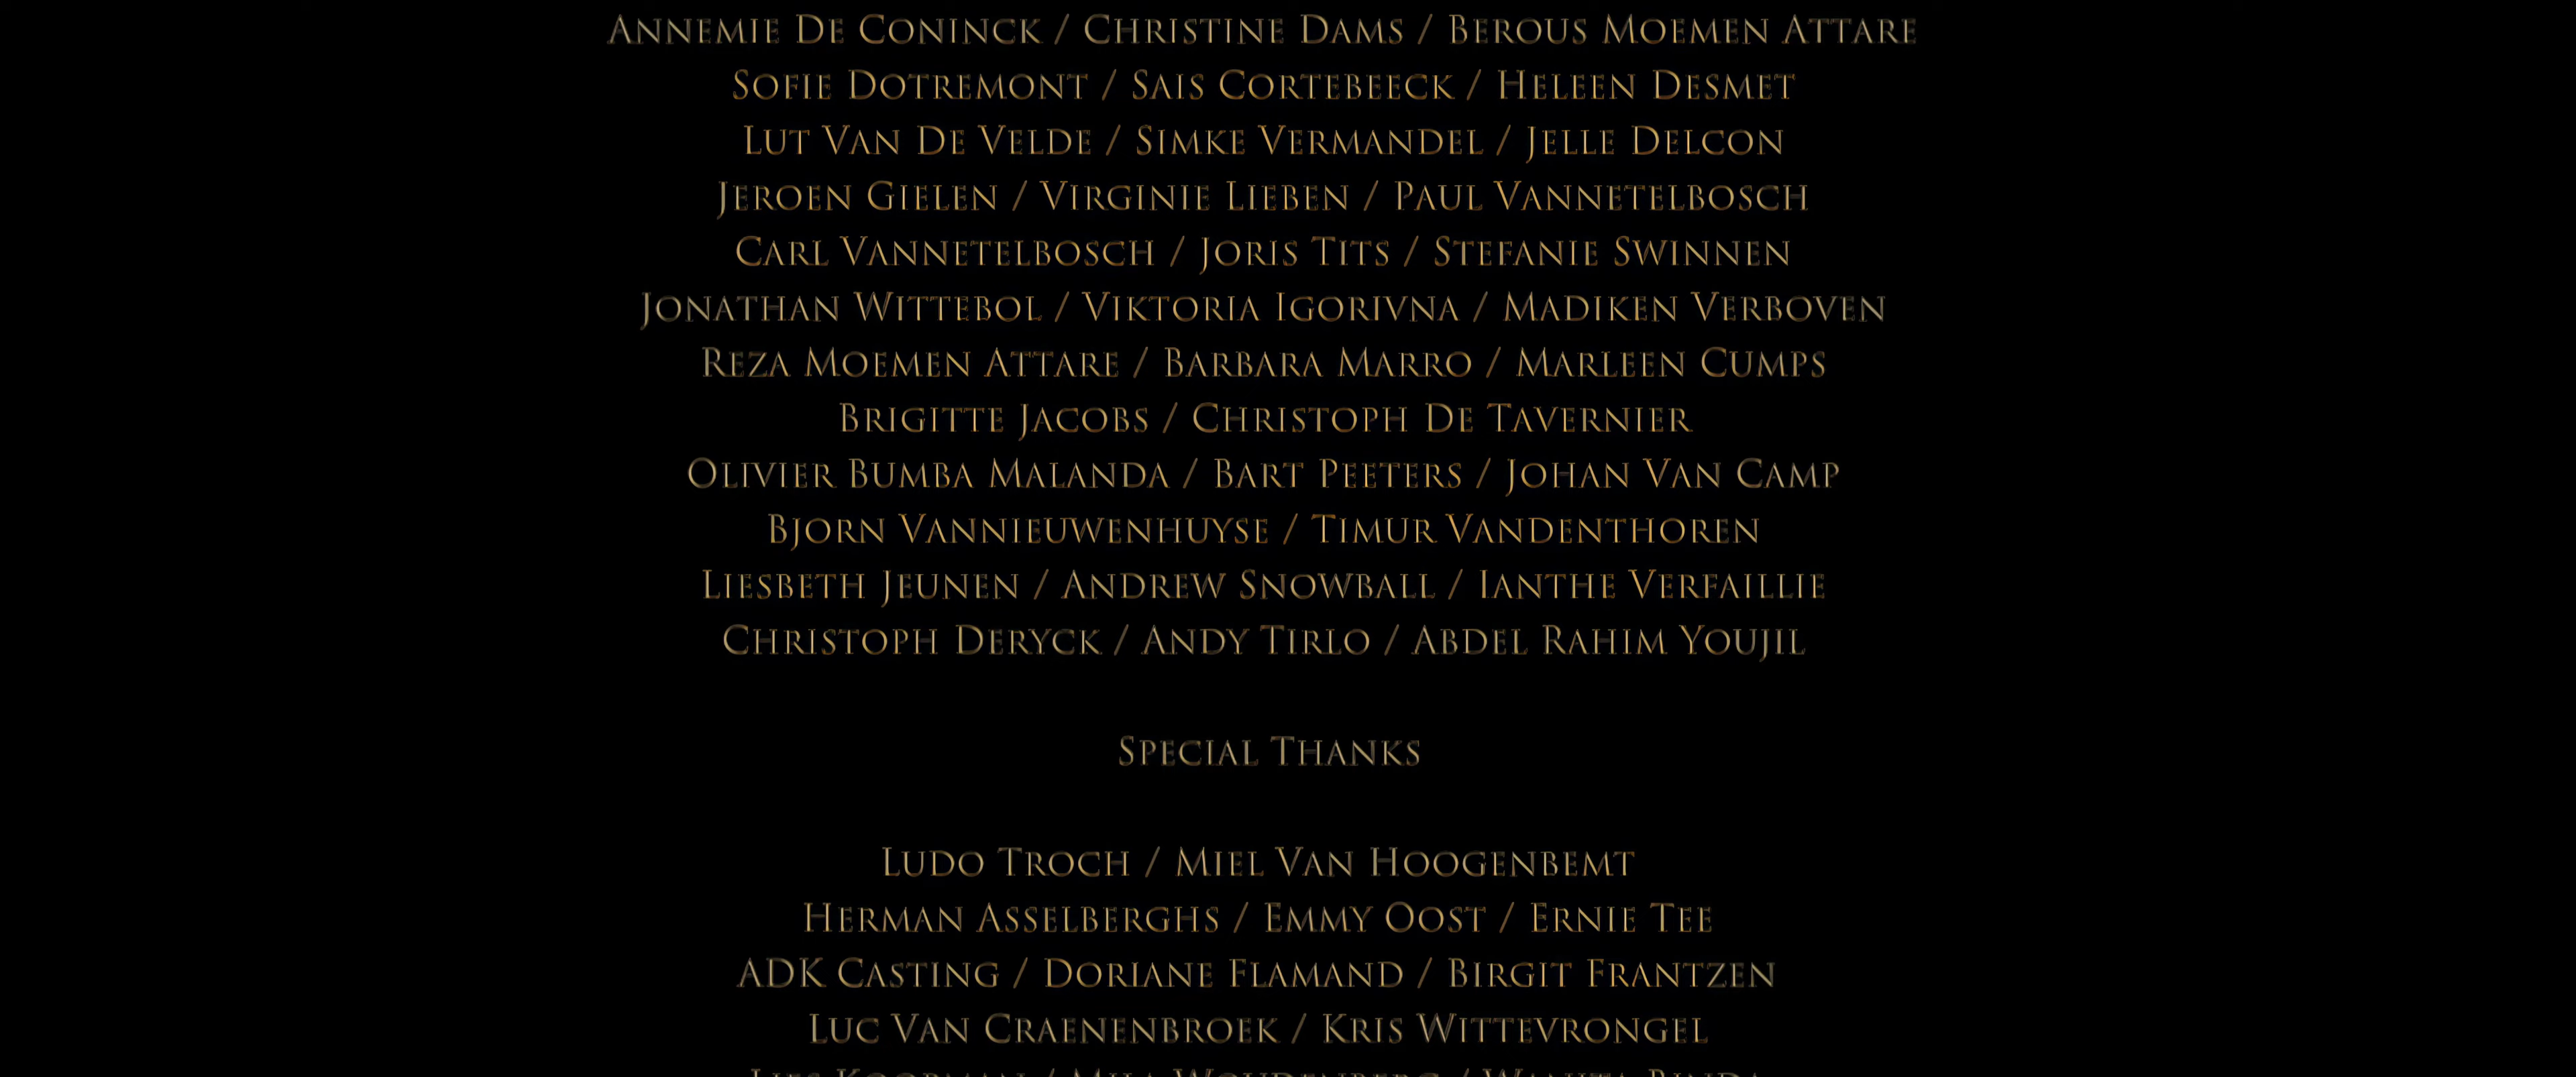 Annemie De Coninck / Christine Dams / Berous Moemen Attare
Sofie Dotremont / Sais Cortebeeck / Heleen Desmet
Lut Van De Velde / Simke Vermandel / Jelle Delcon
Jeroen Gielen / Virginie Lieben / Paul Vannetelbosch
Carl Vannetelbosch / Joris Tits / Stefanie Swinnen
Jonathan Wittebol / Viktoria Igorivna / Madiken Verboven
Reza Moemen Attare / Barbara Marro / Marleen Cumps
Brigitte Jacobs / Christoph De Tavernier
Olivier Bumba Malanda / Bart Peeters / Johan Van Camp
Bjorn Vannieuwenhuyse / Timur Vandenthoren
Liesbeth Jeunen / Andrew Snowball / Ianthe Verfaillie
Christoph Deryck / Andy Tirlo / Abdel Rahim Youjil
Special Thanks
Ludo Troch / Miel Van Hoogenbemt
Herman Asselberghs / Emmy Oost / Ernie Tee
ADK Casting / Doriane Flamand / Birgit Frantzen
Luc Van Craenenbroek / Kris Wittevrongel